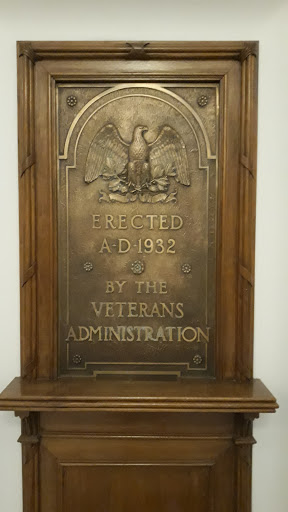 ERECTED
A·D·1932
BY THE
VETERANS
ADMINISTRATION